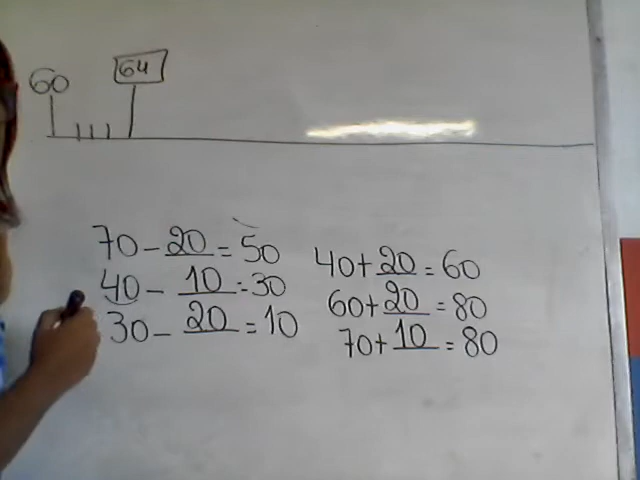 60 64
70 - 20 = 50
40 - 10 = 30
30 - 20 = 10
40 + 20 = 60
60 + 20 = 80
70 + 10 = 80